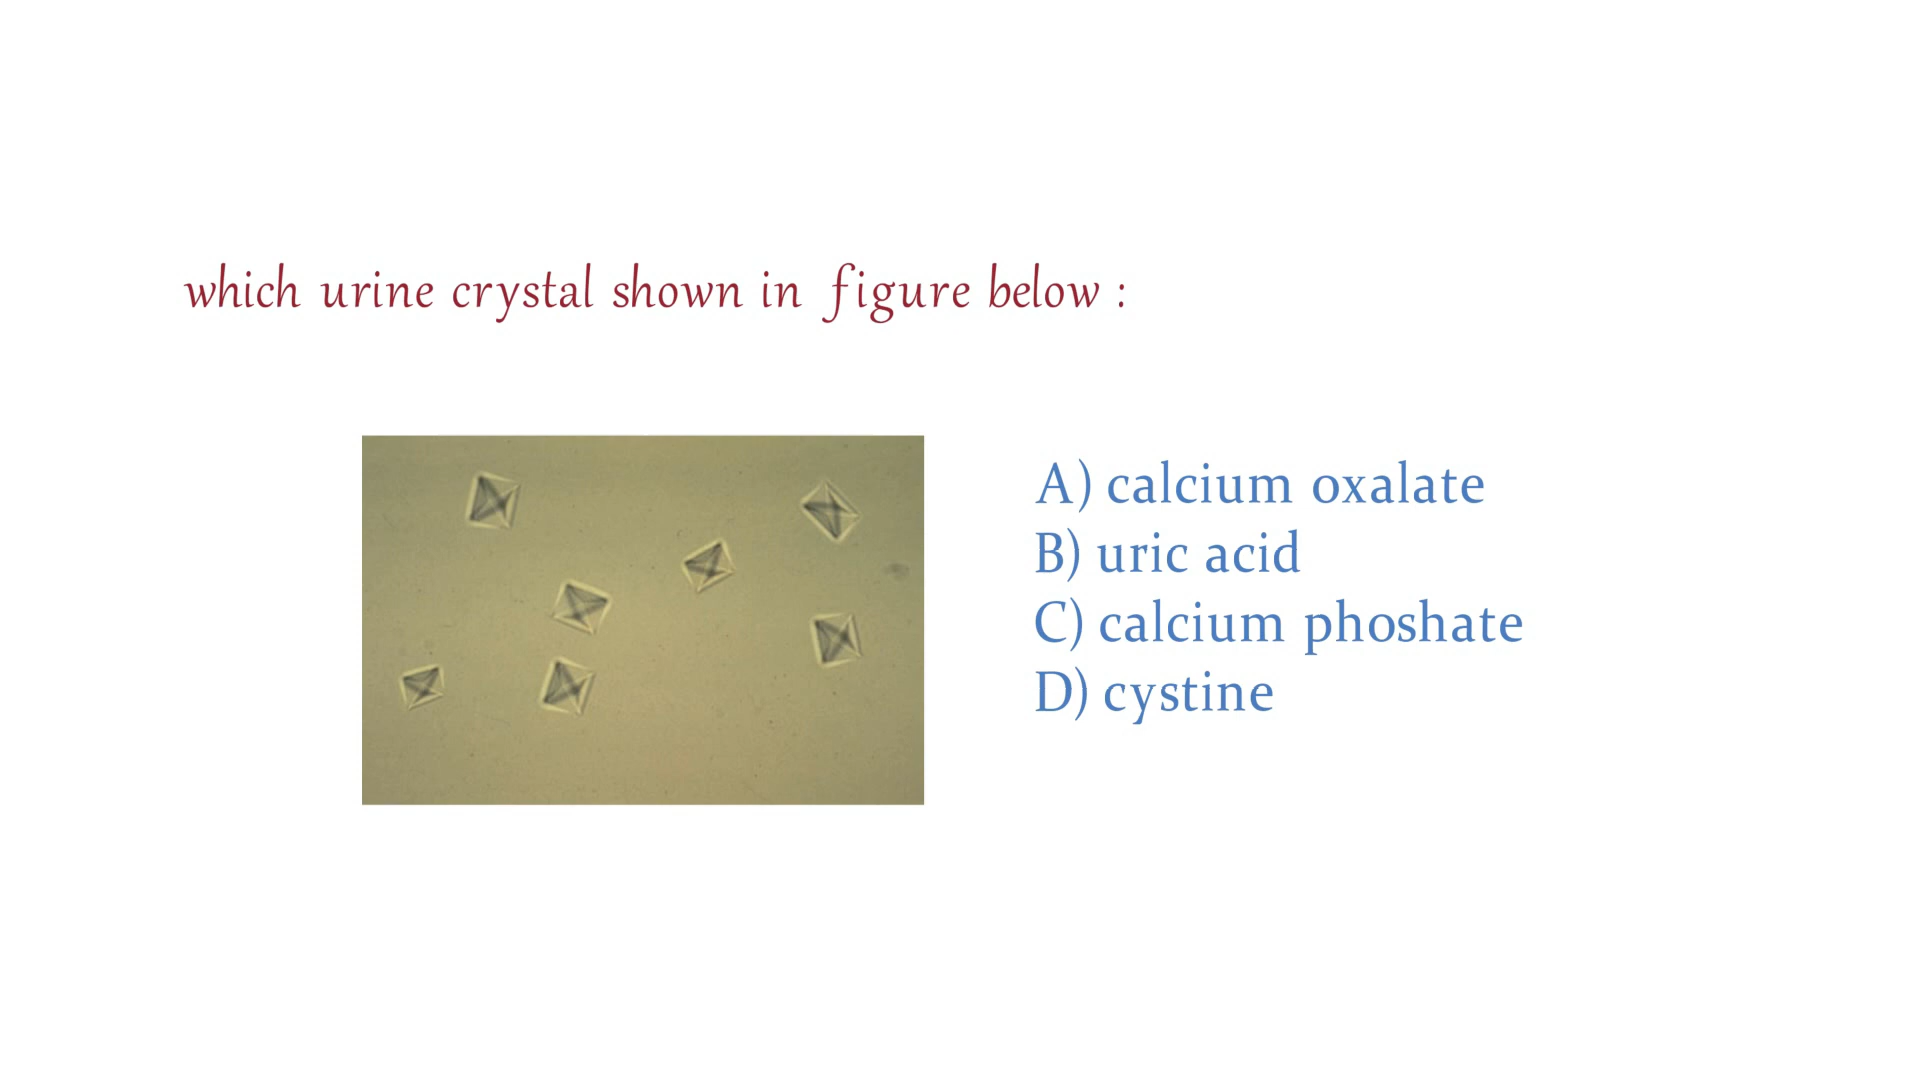 which urine crystal shown in figure below :
A) calcium oxalate
B) uric acid
C) calcium phoshate
D) cystine